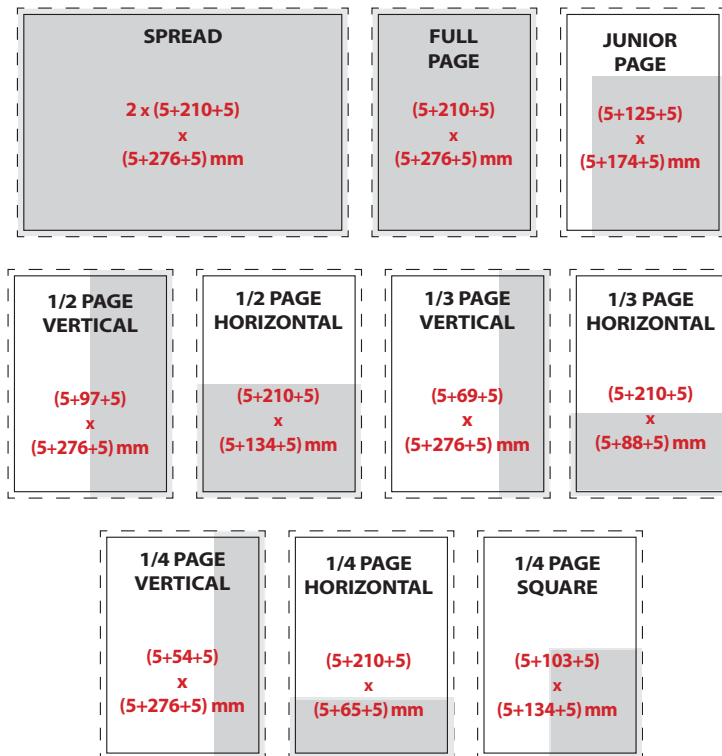 SPREAD
2 x (5+210+5)
x
(5+276+5) mm
FULL
PAGE
(5+210+5)
x
(5+276+5) mm
JUNIOR
PAGE
(5+125+5)
x
(5+174+5) mm
1/2 PAGE
VERTICAL
(5+97+5)
x
(5+276+5) mm
1/2 PAGE
HORIZONTAL
(5+210+5)
x
(5+134+5) mm
1/3 PAGE
VERTICAL
(5+69+5)
x
(5+276+5) mm
1/3 PAGE
HORIZONTAL
(5+210+5)
x
(5+88+5) mm
1/4 PAGE
VERTICAL
(5+54+5)
x
(5+276+5) mm
1/4 PAGE
HORIZONTAL
(5+210+5)
x
(5+65+5) mm
1/4 PAGE
SQUARE
(5+103+5)
x
(5+134+5) mm